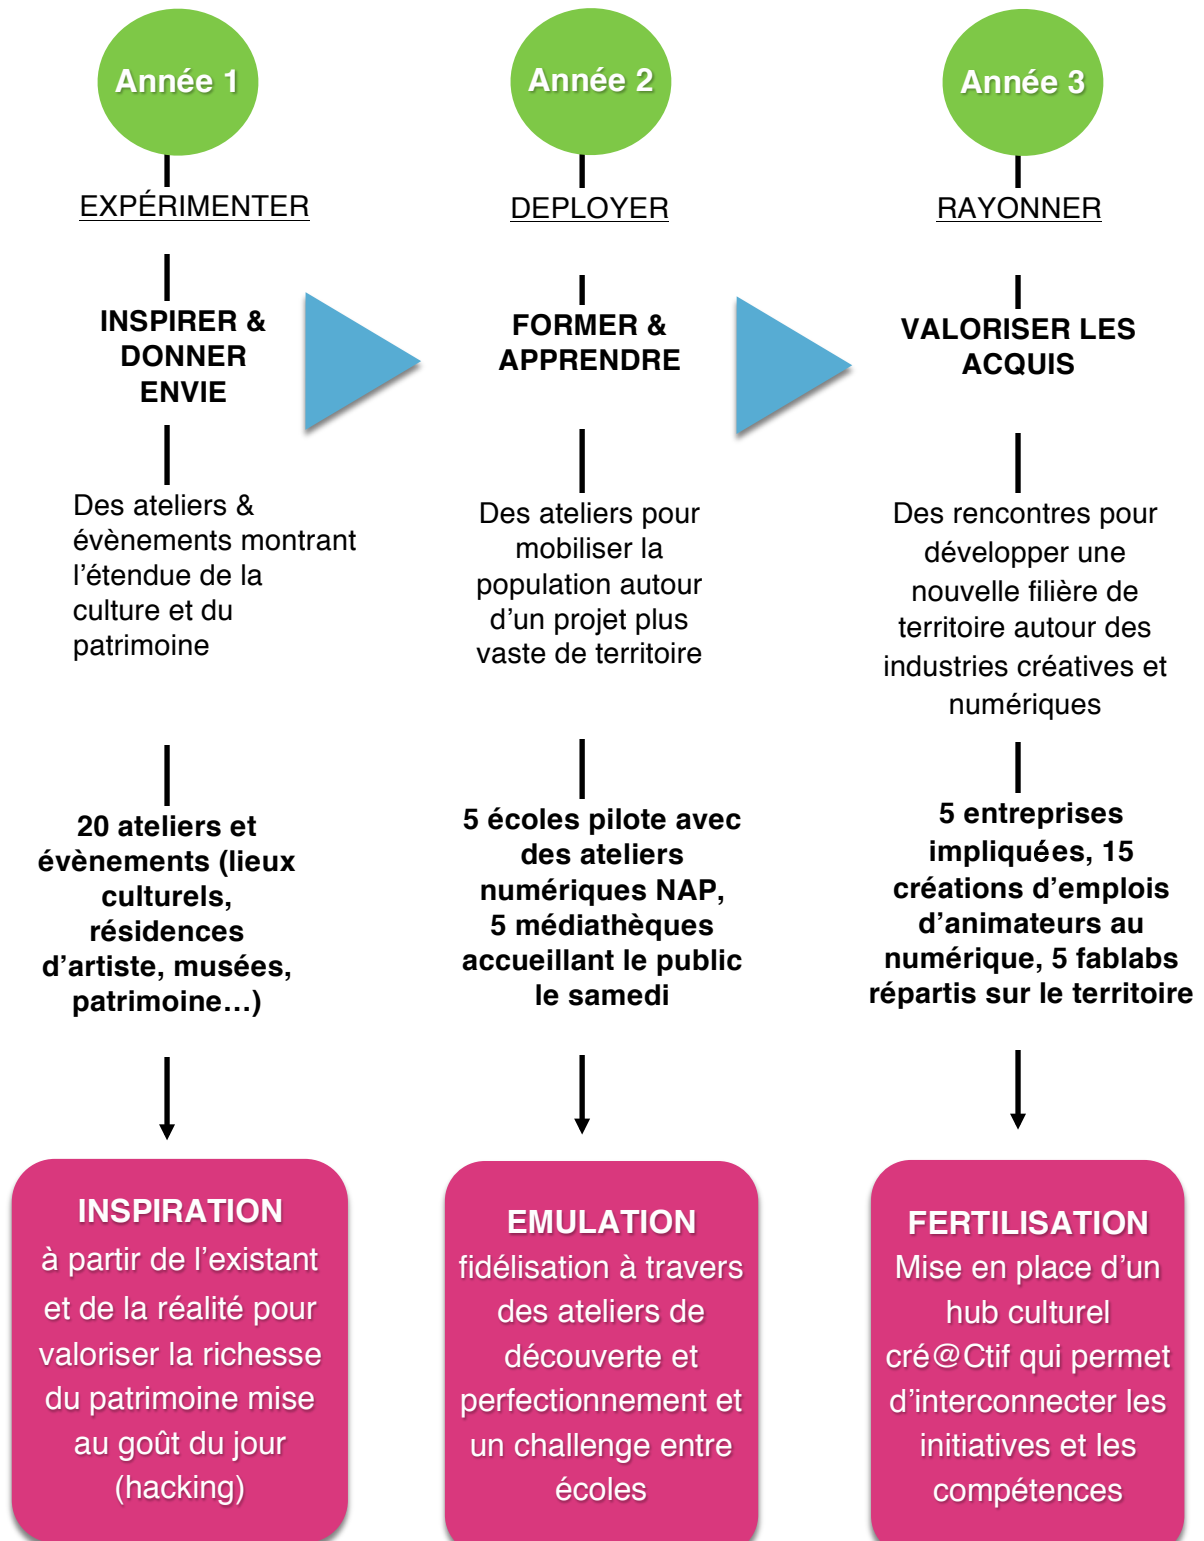 Année 1
EXPÉRIMENTER
INSPIRER &
DONNER
ENVIE
Des ateliers &
évènements montrant
l’étendue de la
culture et du
patrimoine
20 ateliers et
évènements (lieux
culturels,
résidences
d’artiste, musées,
patrimoine…)
INSPIRATION
à partir de l’existant
et de la réalité pour
valoriser la richesse
du patrimoine mise
au goût du jour
(hacking)
Année 2
DEPLOYER
FORMER &
APPRENDRE
Des ateliers pour
mobiliser la
population autour
d’un projet plus
vaste de territoire
5 écoles pilote avec
des ateliers
numériques NAP,
5 médiathèques
accueillant le public
le samedi
EMULATION
fidélisation à travers
des ateliers de
découverte et
perfectionnement et
un challenge entre
écoles
Année 3
RAYONNER
VALORISER LES
ACQUIS
Des rencontres pour
développer une
nouvelle filière de
territoire autour des
industries créatives et
numériques
5 entreprises
impliquées, 15
créations d’emplois
d’animateurs au
numérique, 5 fablabs
répartis sur le territoire
FERTILISATION
Mise en place d’un
hub culturel
cré@Ctif qui permet
d’interconnecter les
initiatives et les
compétences